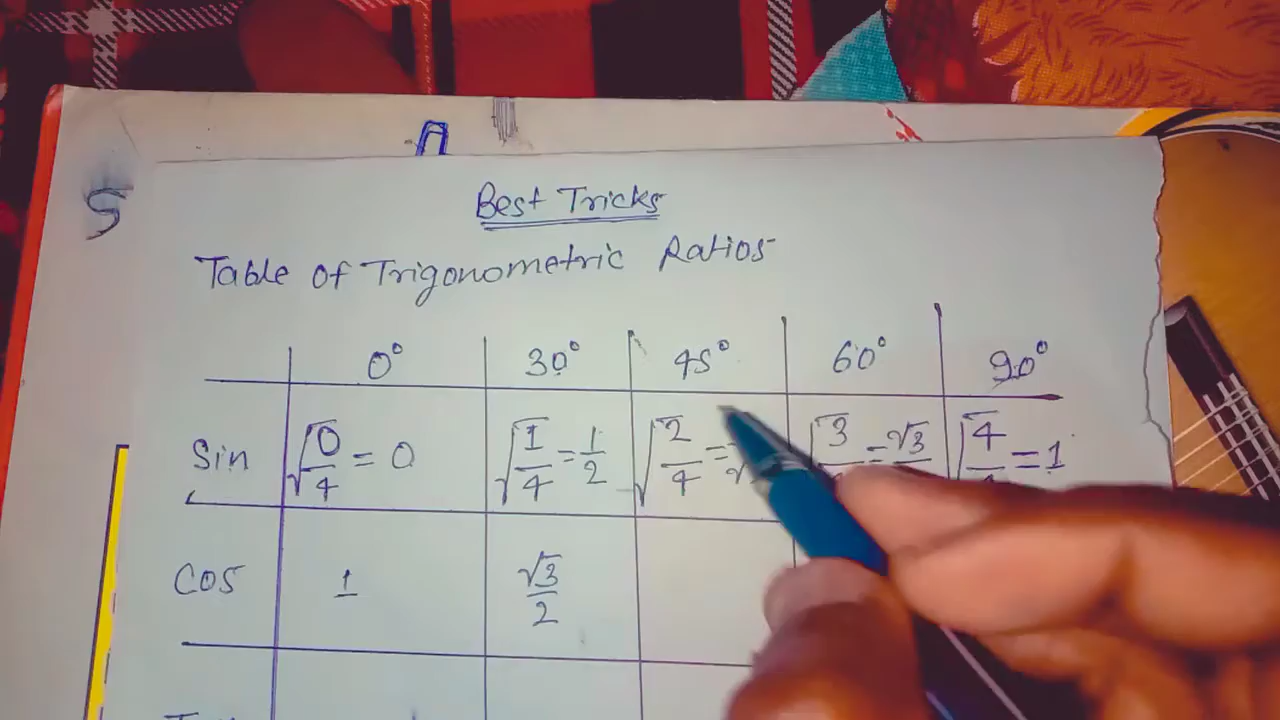 S
Best Tricks
Table of Trigonometric Ratios
0° 30° 45° 60° 90°
Sin √0/4 = 0 √1/4 = 1/2 √2/4 = √3 = √3 √4 = 1
Cos 1 √3/2